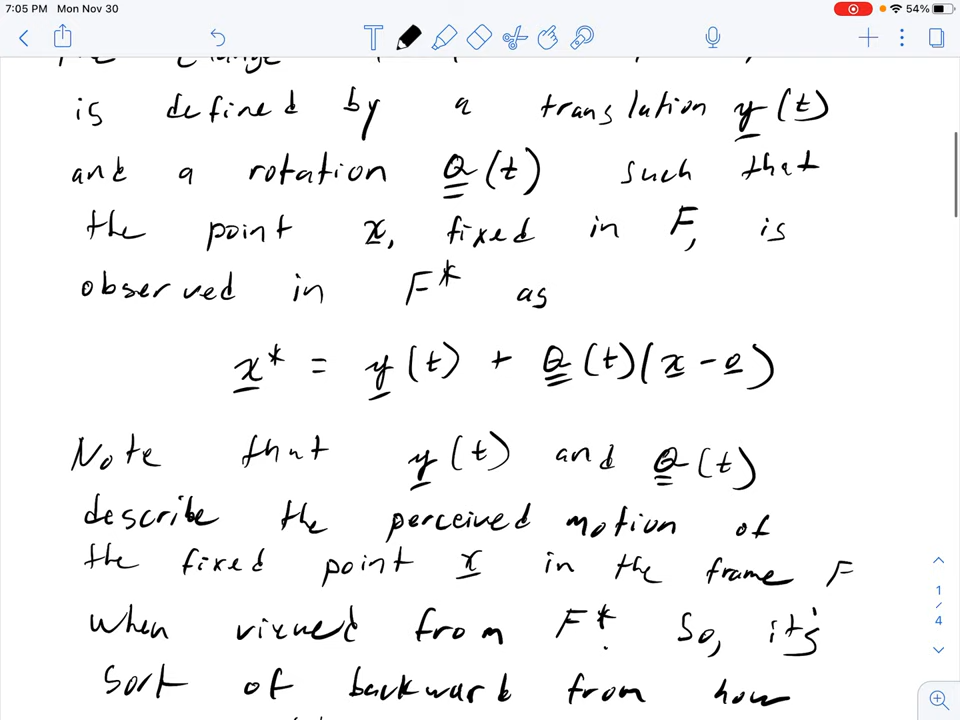 7:05 PM Mon Nov 30 54%
T
change
is defined by a translation y(t)
and a rotation Q(t) such that
the point x, fixed in F, is
observed in F* as
x* = y(t) + Q(t)(x - o)
Note that y(t) and Q(t)
describe the perceived motion of
the fixed point x in the frame F
when viewed from F*. So, it's
sort of backward from how
1
/
4